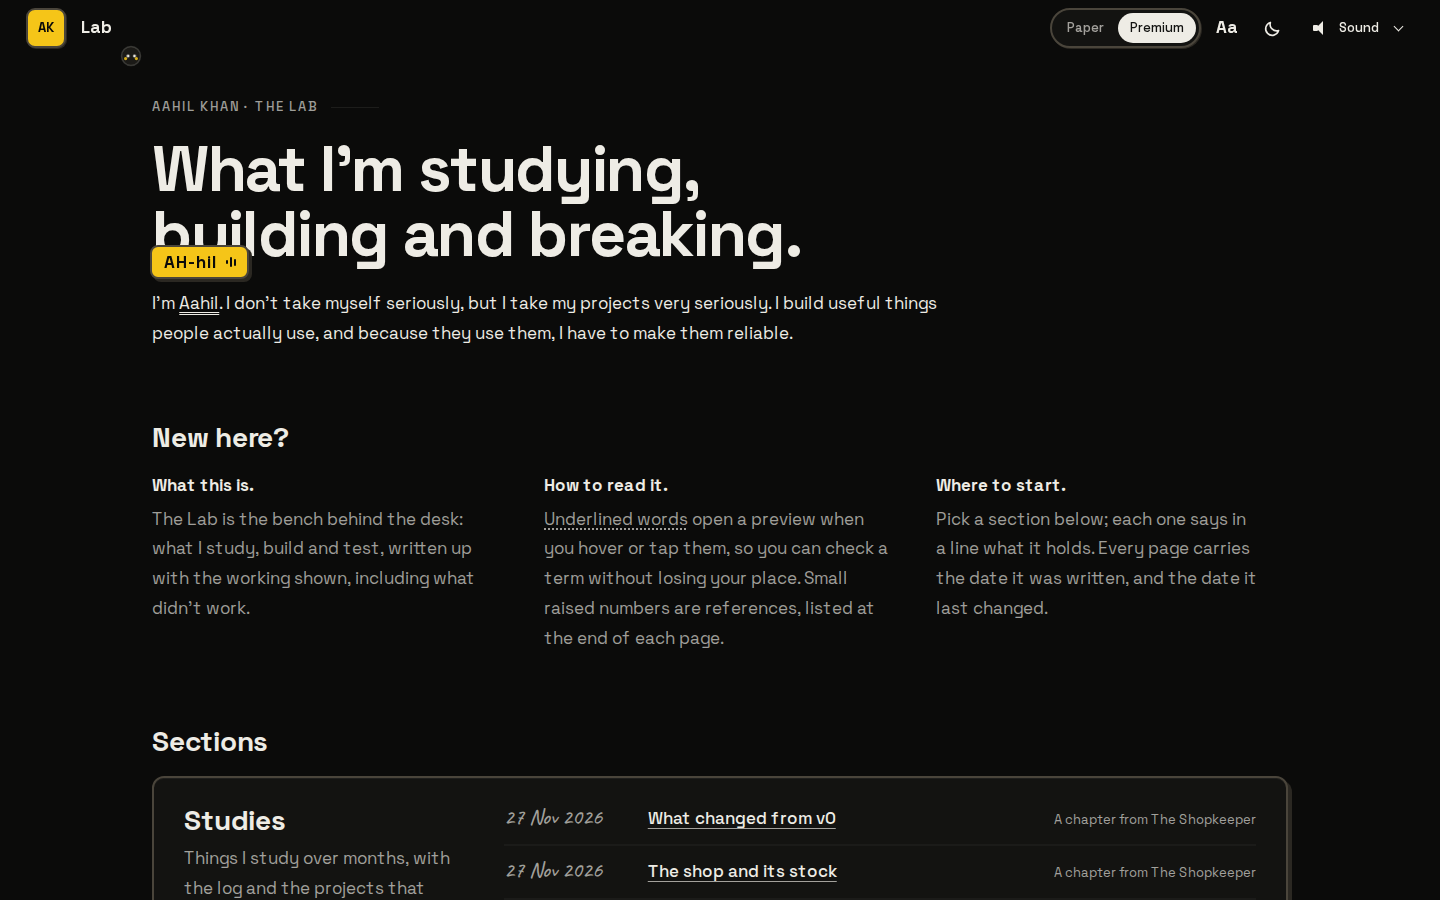 AK
Lab
Paper
Premium
Aa
Sound
AAHIL KHAN · THE LAB
What I’m studying,
building and breaking.
AH-hil
I’m Aahil. I don’t take myself seriously, but I take my projects very seriously. I build useful things
people actually use, and because they use them, I have to make them reliable.
New here?
What this is.
The Lab is the bench behind the desk:
what I study, build and test, written up
with the working shown, including what
didn’t work.
How to read it.
Underlined words open a preview when
you hover or tap them, so you can check a
term without losing your place. Small
raised numbers are references, listed at
the end of each page.
Where to start.
Pick a section below; each one says in
a line what it holds. Every page carries
the date it was written, and the date it
last changed.
Sections
Studies
Things I study over months, with
the log and the projects that
27 Nov 2026
What changed from v0
A chapter from The Shopkeeper
27 Nov 2026
The shop and its stock
A chapter from The Shopkeeper